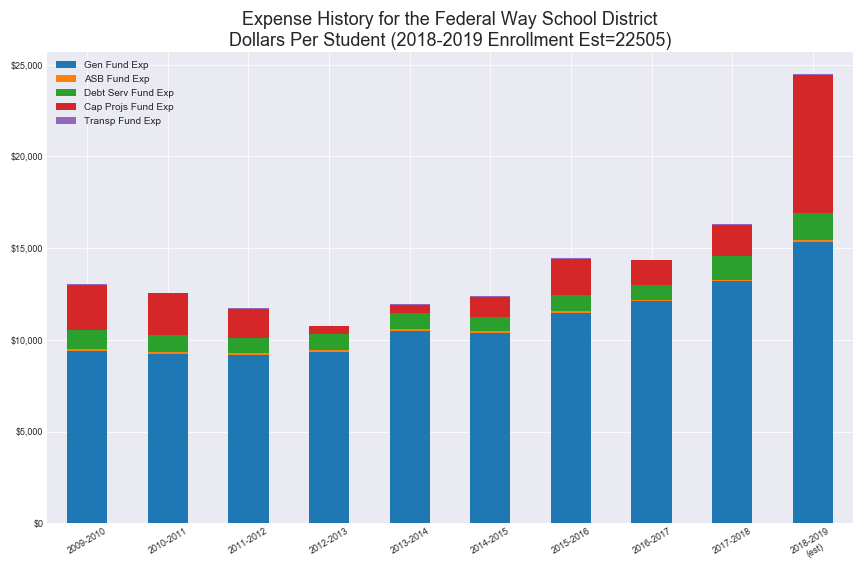 Expense History for the Federal Way School District
Dollars Per Student (2018-2019 Enrollment Est=22505)
$25,000
$20,000
$15,000
$10,000
$5,000
$0
Gen Fund Exp
ASB Fund Exp
Debt Serv Fund Exp
Cap Projs Fund Exp
Transp Fund Exp
2009-2010
2010-2011
2011-2012
2012-2013
2013-2014
2014-2015
2015-2016
2016-2017
2017-2018
2018-2019
(est)